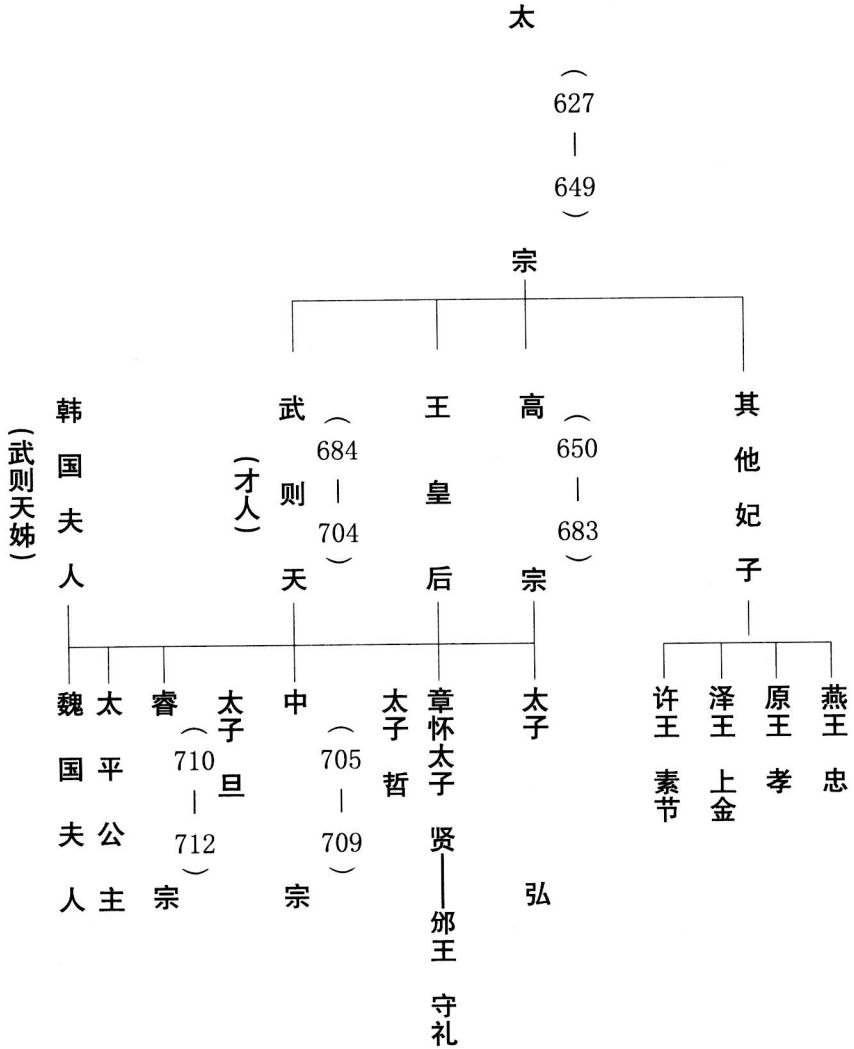 太宗(627—649)
韩国夫人
(武则天姊)
武则天(684—704)
(才人)
王皇后
高宗(650—683)
其他妃子
魏国夫人
太平公主
睿宗(710—712)
太子旦
中宗(705—709)
太子哲
章怀太子 贤——邠王 守礼
太子弘
许王 素节
泽王 上金
原王 孝
燕王 忠